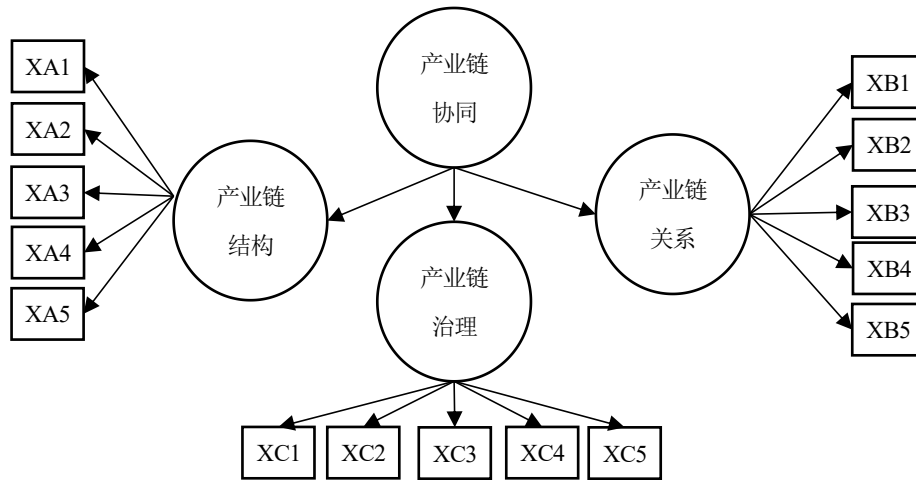 产业链
协同
XA1
XA2
XA3
XA4
XA5
产业链
结构
产业链
治理
产业链
关系
XB1
XB2
XB3
XB4
XB5
XC1
XC2
XC3
XC4
XC5